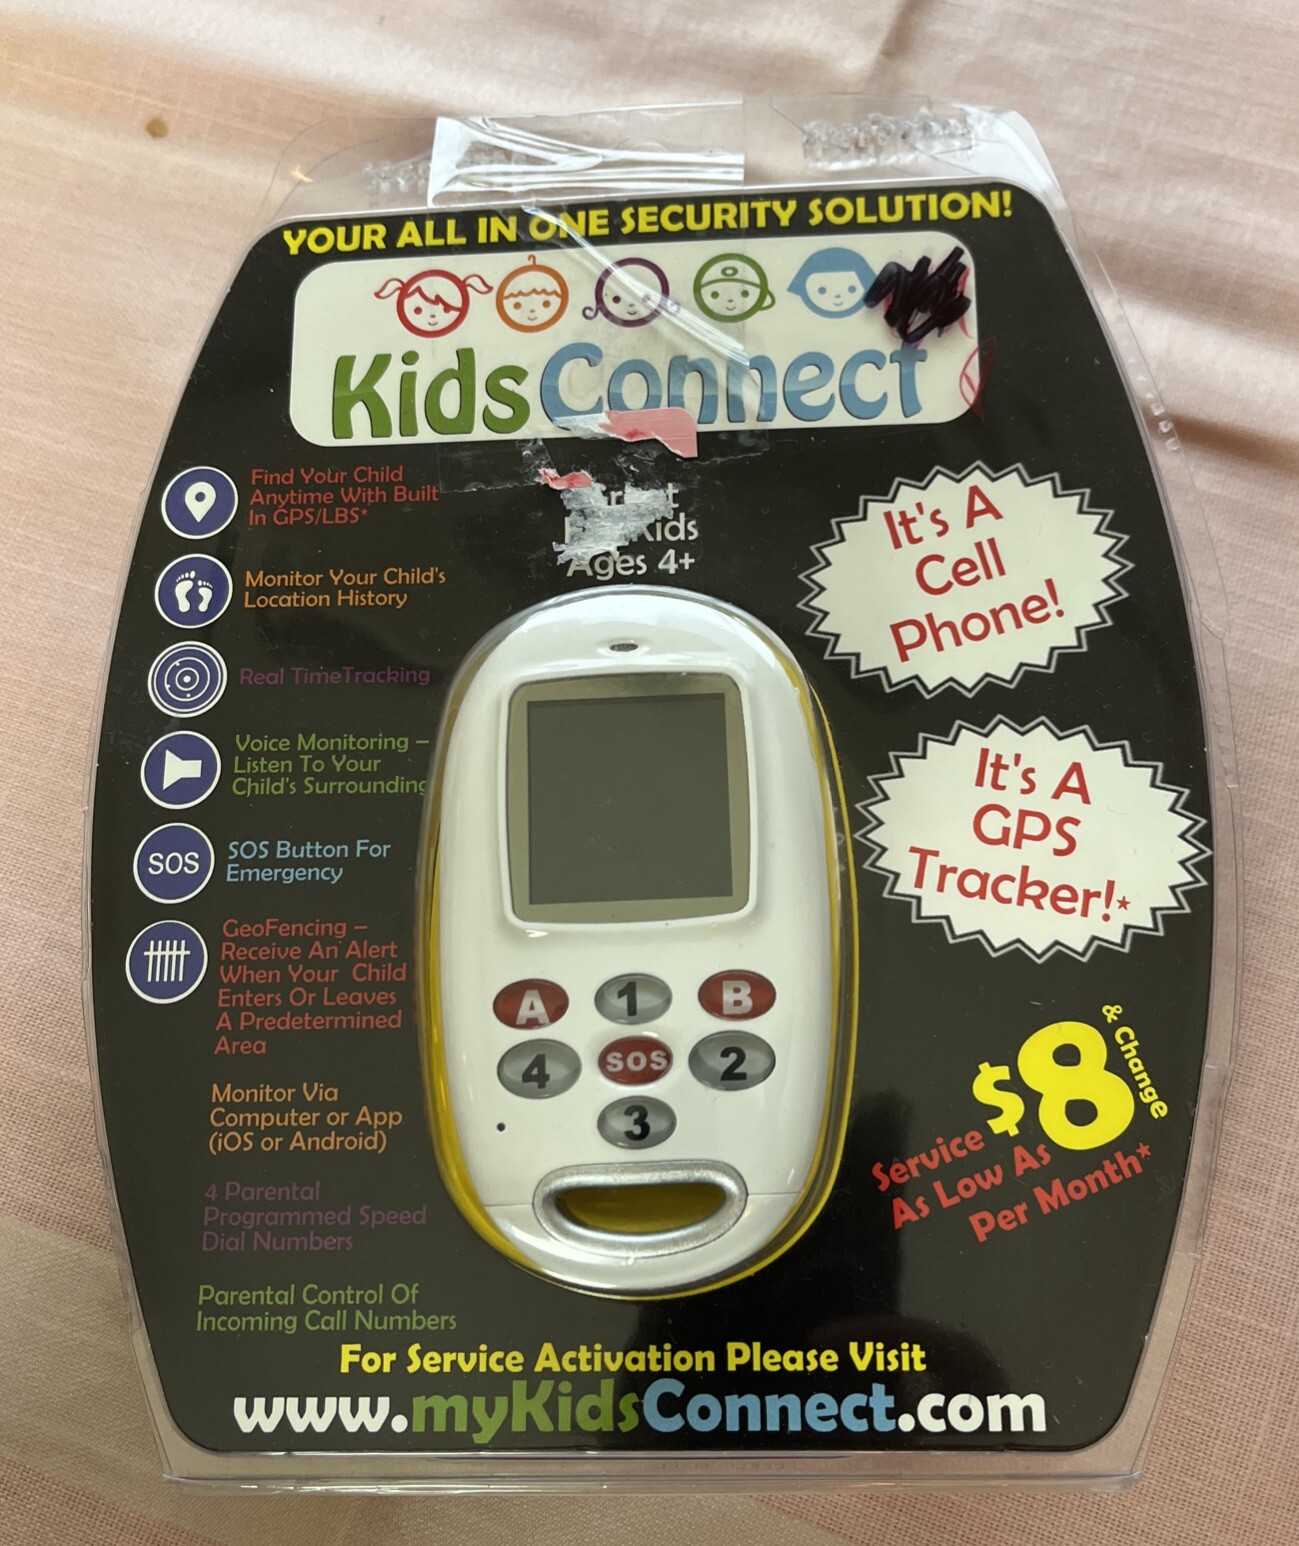 YOUR ALL IN ONE SECURITY SOLUTION!
KidsConnect
Find Your Child
Anytime With Built
In GPS/LBS*
Monitor Your Child's
Location History
Real TimeTracking
Voice Monitoring –
Listen To Your
Child's Surrounding
SOS
SOS Button For
Emergency
GeoFencing –
Receive An Alert
When Your Child
Enters Or Leaves
A Predetermined
Area
Monitor Via
Computer or App
(iOS or Android)
4 Parental
Programmed Speed
Dial Numbers
Parental Control Of
Incoming Call Numbers
Kids
Ages 4+
A 1 B
4 SOS 2
3
It's A
Cell
Phone!
It's A
GPS
Tracker!*
$8 & Change
Service
As Low As
Per Month*
For Service Activation Please Visit
www.myKidsConnect.com